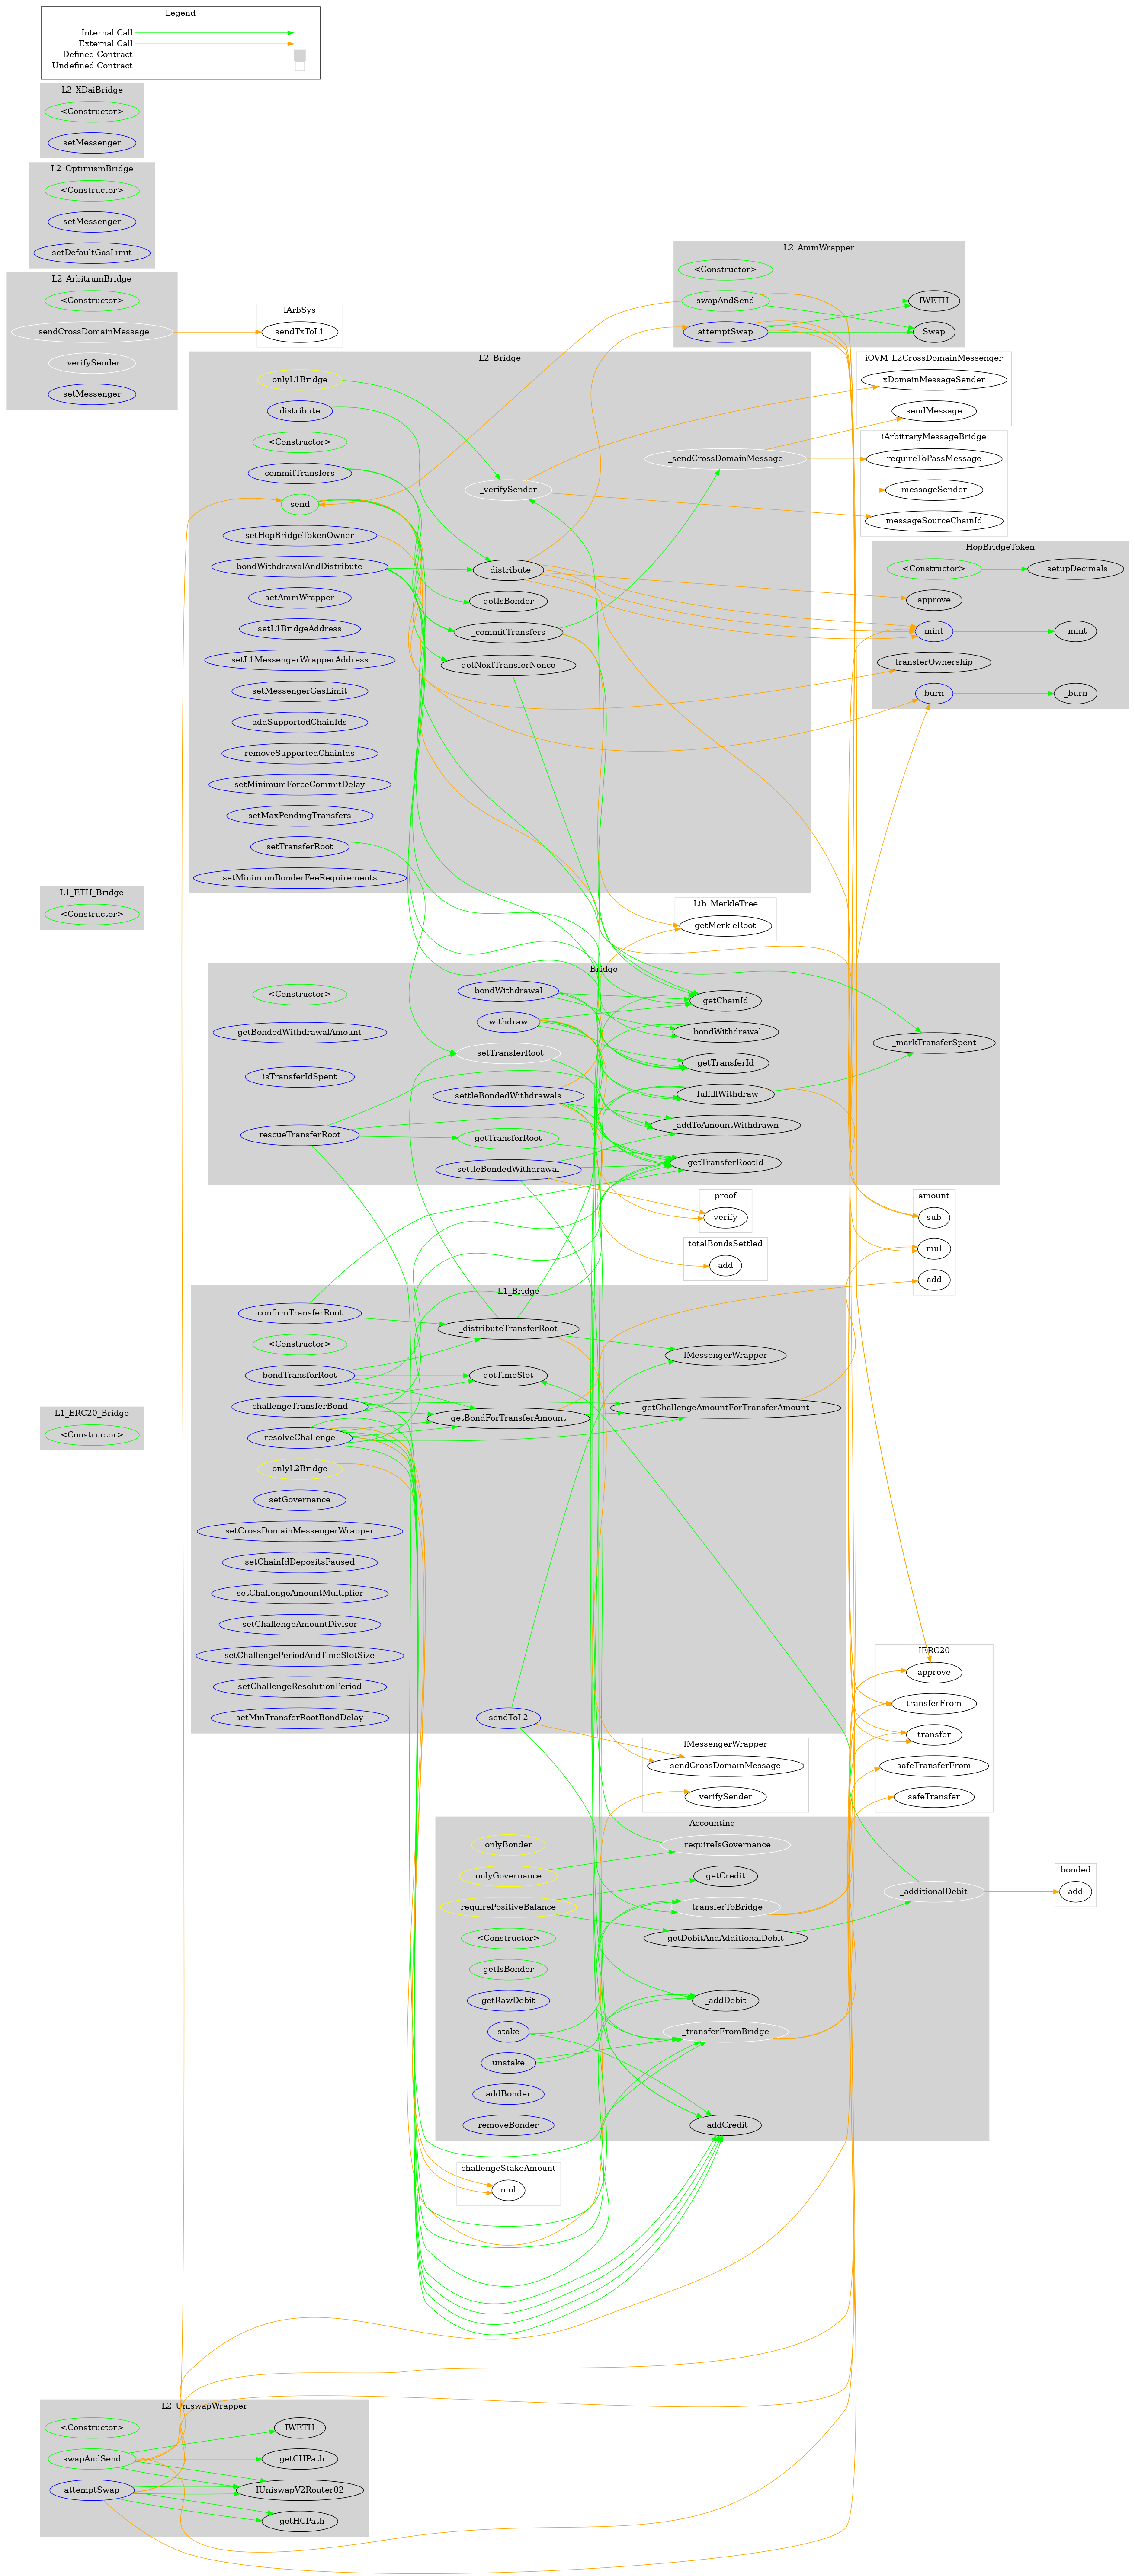 Legend
Internal Call
External Call
Defined Contract
Undefined Contract
L2_XDaiBridge
<Constructor>
setMessenger
L2_OptimismBridge
<Constructor>
setMessenger
setDefaultGasLimit
L2_ArbitrumBridge
<Constructor>
_sendCrossDomainMessage
_verifySender
setMessenger
IArbSys
sendTxToL1
L2_AmmWrapper
<Constructor>
swapAndSend
attemptSwap
IWETH
Swap
L2_Bridge
onlyL1Bridge
distribute
<Constructor>
commitTransfers
send
setHopBridgeTokenOwner
bondWithdrawalAndDistribute
setAmmWrapper
setL1BridgeAddress
setL1MessengerWrapperAddress
setMessengerGasLimit
addSupportedChainIds
removeSupportedChainIds
setMinimumForceCommitDelay
setMaxPendingTransfers
setTransferRoot
setMinimumBonderFeeRequirements
_verifySender
_distribute
getIsBonder
_commitTransfers
getNextTransferNonce
_sendCrossDomainMessage
iOVM_L2CrossDomainMessenger
xDomainMessageSender
sendMessage
iArbitraryMessageBridge
requireToPassMessage
messageSender
messageSourceChainId
HopBridgeToken
<Constructor>
approve
mint
transferOwnership
burn
_setupDecimals
_mint
_burn
L1_ETH_Bridge
<Constructor>
Lib_MerkleTree
getMerkleRoot
Bridge
<Constructor>
getBondedWithdrawalAmount
isTransferIdSpent
rescueTransferRoot
bondWithdrawal
withdraw
_setTransferRoot
settleBondedWithdrawals
getTransferRoot
settleBondedWithdrawal
getChainId
_bondWithdrawal
getTransferId
_fulfillWithdraw
_addToAmountWithdrawn
getTransferRootId
_markTransferSpent
proof
verify
totalBondsSettled
add
amount
sub
mul
add
L1_Bridge
confirmTransferRoot
<Constructor>
bondTransferRoot
challengeTransferBond
resolveChallenge
onlyL2Bridge
setGovernance
setCrossDomainMessengerWrapper
setChainIdDepositsPaused
setChallengeAmountMultiplier
setChallengeAmountDivisor
setChallengePeriodAndTimeSlotSize
setChallengeResolutionPeriod
setMinTransferRootBondDelay
_distributeTransferRoot
getTimeSlot
getBondForTransferAmount
sendToL2
IMessengerWrapper
getChallengeAmountForTransferAmount
L1_ERC20_Bridge
<Constructor>
IERC20
approve
transferFrom
transfer
safeTransferFrom
safeTransfer
IMessengerWrapper
sendCrossDomainMessage
verifySender
Accounting
onlyBonder
onlyGovernance
requirePositiveBalance
<Constructor>
getIsBonder
getRawDebit
stake
unstake
addBonder
removeBonder
_requireIsGovernance
getCredit
_transferToBridge
getDebitAndAdditionalDebit
_addDebit
_transferFromBridge
_addCredit
_additionalDebit
bonded
add
challengeStakeAmount
mul
L2_UniswapWrapper
<Constructor>
swapAndSend
attemptSwap
IWETH
_getCHPath
IUniswapV2Router02
_getHCPath